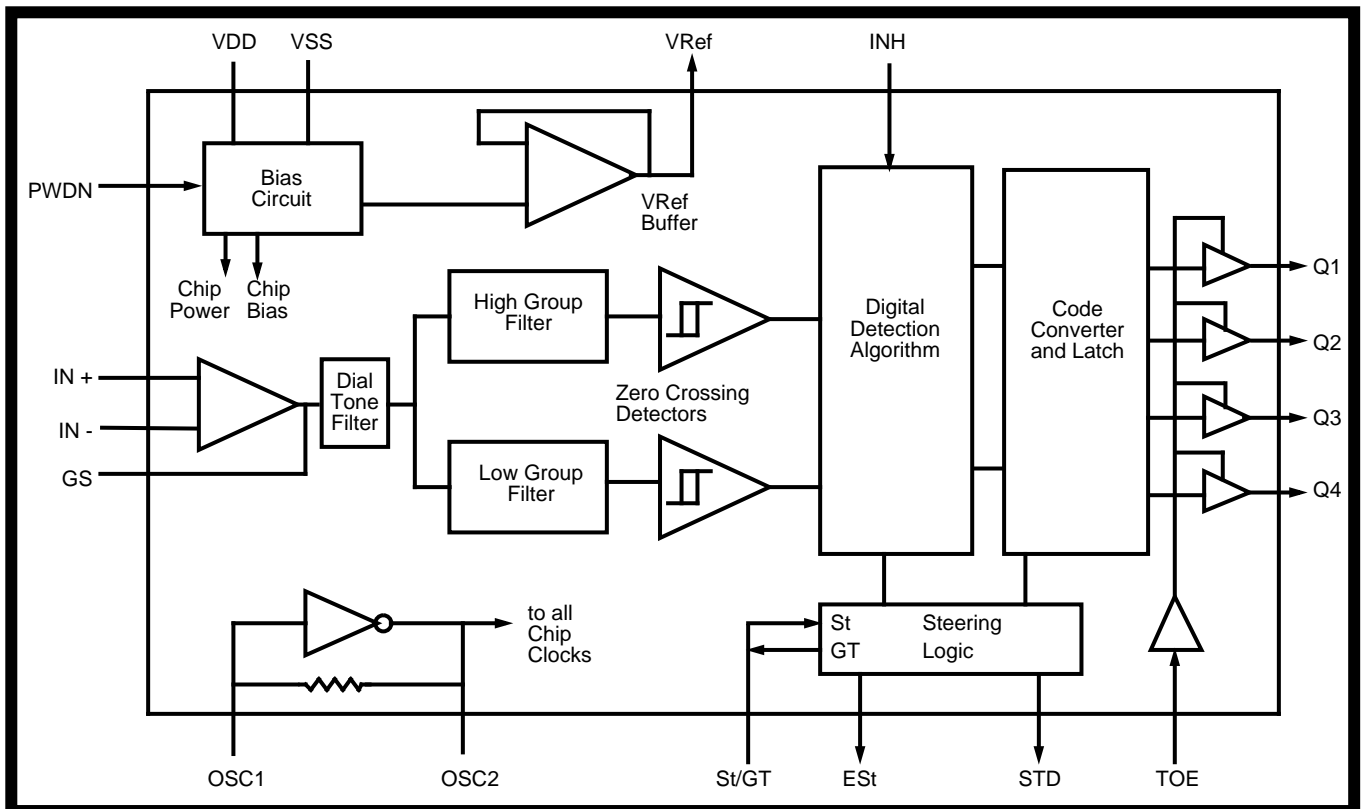 VDD
VSS
VRef
INH
PWDN
Bias
Circuit
VRef
Buffer
Chip
Power
Chip
Bias
High Group
Filter
Digital
Detection
Algorithm
Code
Converter
and Latch
Q1
Q2
Q3
Q4
IN +
IN -
GS
Dial
Tone
Filter
Zero Crossing
Detectors
Low Group
Filter
to all
Chip
Clocks
St
GT
Steering
Logic
OSC1
OSC2
St/GT
ESt
STD
TOE